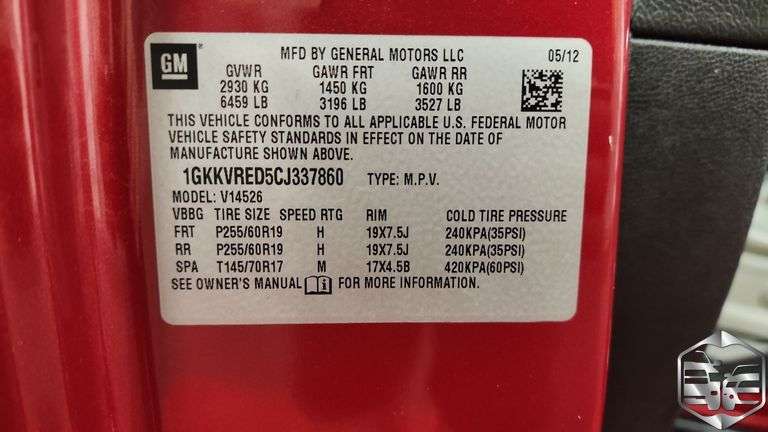 GM
MFD BY GENERAL MOTORS LLC 05/12
GVWR GAWR FRT GAWR RR
2930 KG 1450 KG 1600 KG
6459 LB 3196 LB 3527 LB
THIS VEHICLE CONFORMS TO ALL APPLICABLE U.S. FEDERAL MOTOR
VEHICLE SAFETY STANDARDS IN EFFECT ON THE DATE OF
MANUFACTURE SHOWN ABOVE.
1GKKVRED5CJ337860 TYPE: M.P.V.
MODEL: V14526
VBBG TIRE SIZE SPEED RTG RIM COLD TIRE PRESSURE
FRT P255/60R19 H 19X7.5J 240KPA(35PSI)
RR P255/60R19 H 19X7.5J 240KPA(35PSI)
SPA T145/70R17 M 17X4.5B 420KPA(60PSI)
SEE OWNER'S MANUAL FOR MORE INFORMATION.